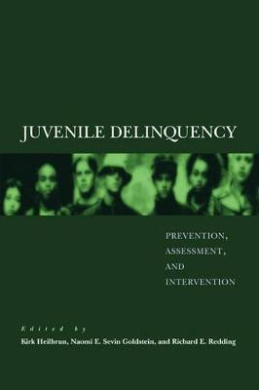 JUVENILE DELINQUENCY
PREVENTION,
ASSESSMENT,
AND
INTERVENTION
Edited by
Kirk Heilbrun, Naomi E. Sevin Goldstein, and Richard E. Redding